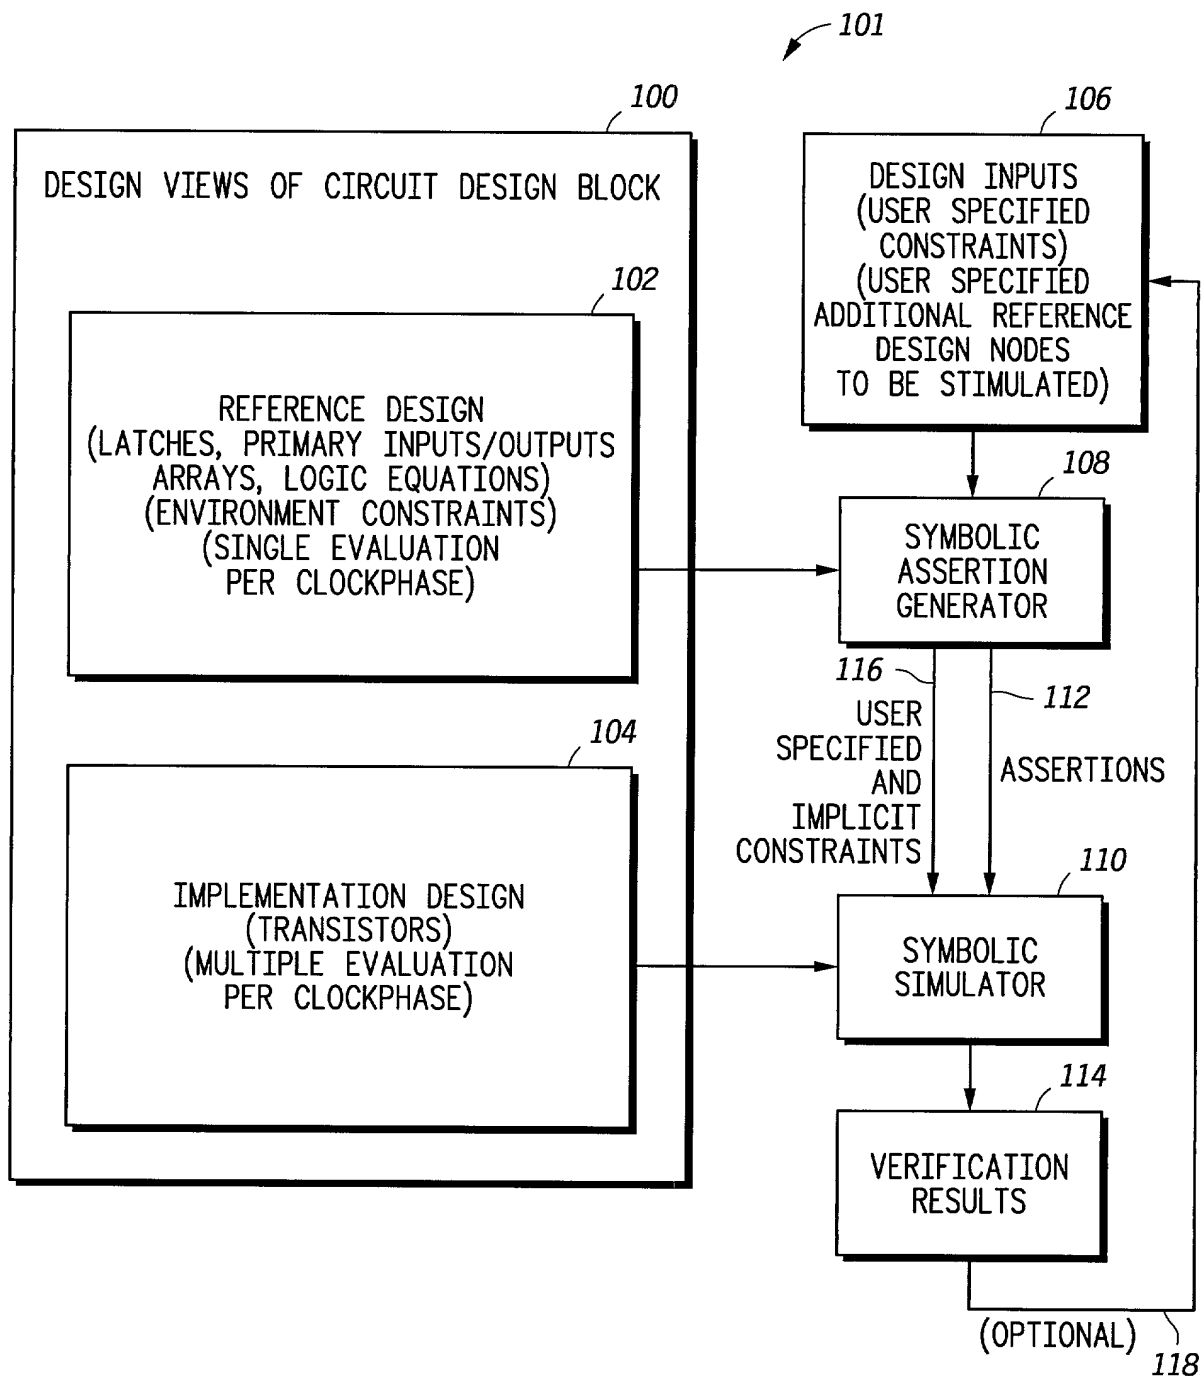 101
100
DESIGN VIEWS OF CIRCUIT DESIGN BLOCK
102
REFERENCE DESIGN
(LATCHES, PRIMARY INPUTS/OUTPUTS
ARRAYS, LOGIC EQUATIONS)
(ENVIRONMENT CONSTRAINTS)
(SINGLE EVALUATION
PER CLOCKPHASE)
104
IMPLEMENTATION DESIGN
(TRANSISTORS)
(MULTIPLE EVALUATION
PER CLOCKPHASE)
106
DESIGN INPUTS
(USER SPECIFIED
CONSTRAINTS)
(USER SPECIFIED
ADDITIONAL REFERENCE
DESIGN NODES
TO BE STIMULATED)
108
SYMBOLIC
ASSERTION
GENERATOR
116
USER
SPECIFIED
AND
IMPLICIT
CONSTRAINTS
112
ASSERTIONS
110
SYMBOLIC
SIMULATOR
114
VERIFICATION
RESULTS
(OPTIONAL)
118